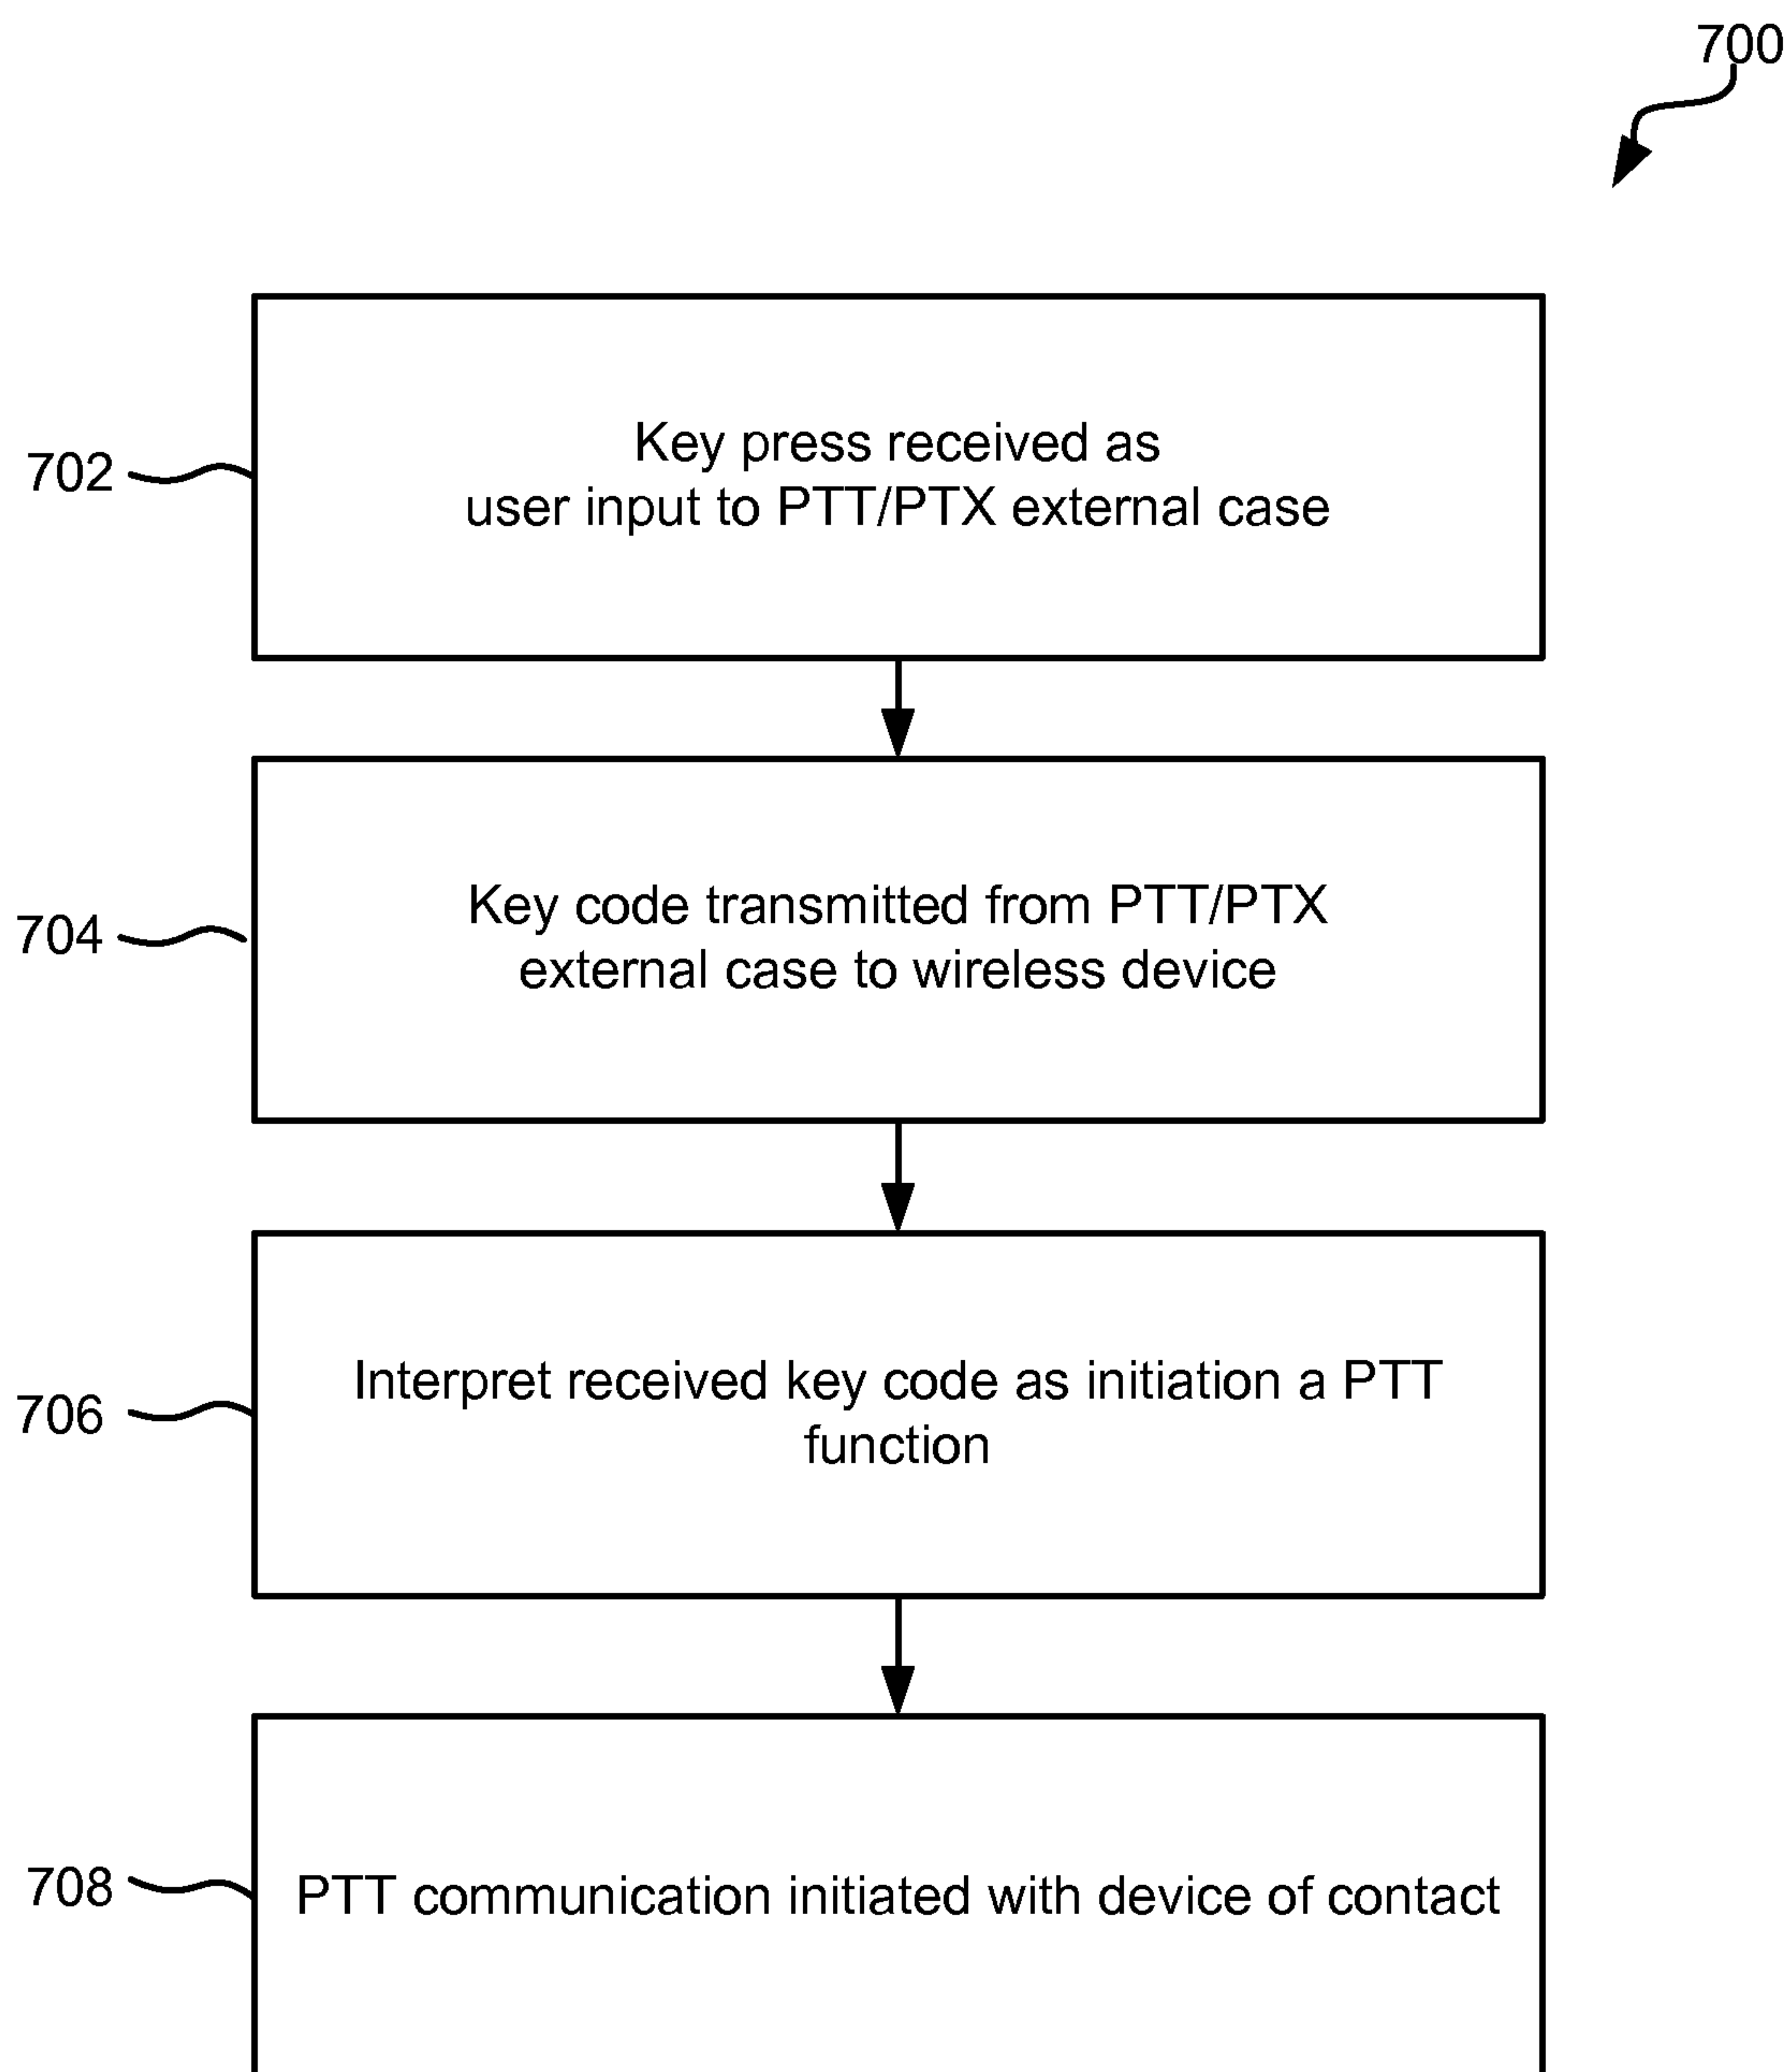 700
702
Key press received as
user input to PTT/PTX external case
704
Key code transmitted from PTT/PTX
external case to wireless device
706
Interpret received key code as initiation a PTT
function
708
PTT communication initiated with device of contact